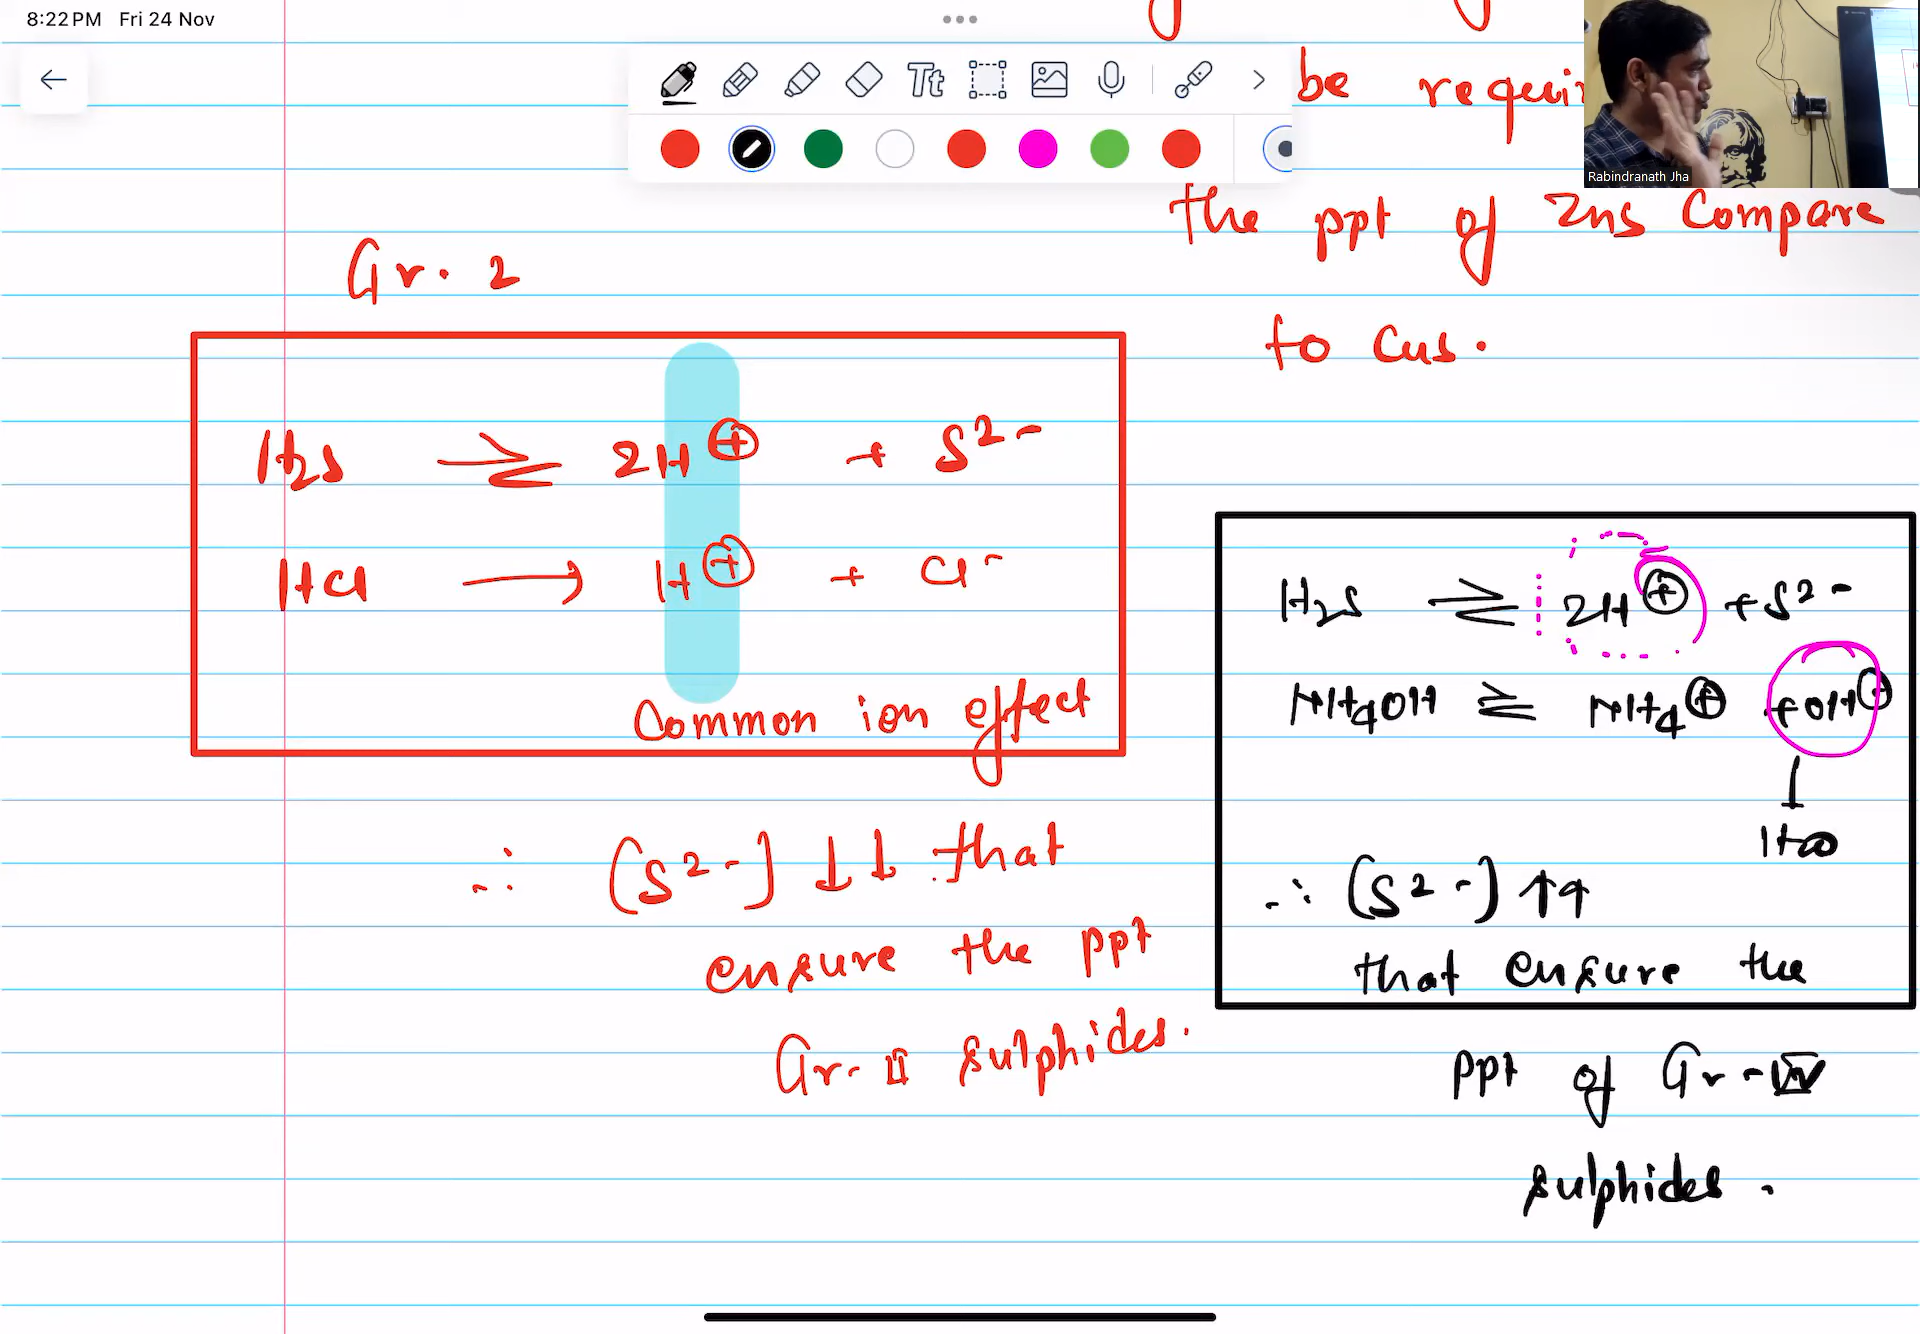 8:22 PM Fri 24 Nov
Tt
be requi
Rabindranath Jha
the ppt of ZnS Compare
to CuS.
Gr. 2
H2S ⇌ 2H⊕ + S2-
HCl ⟶ H⊕ + Cl-
Common ion effect
∴ [S2-] ↓↓ that
ensure the ppt
Gr-II sulphides.
H2S ⇌ 2H⊕ + S2-
NH4OH ⇌ NH4⊕ + OH⊖
↓
H2O
∴ [S2-] ↑↑
that ensure the
ppt of Gr-IV
sulphides.